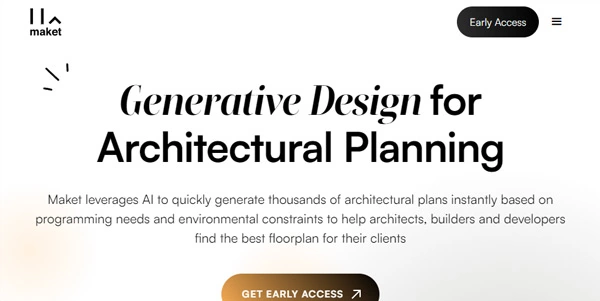 maket
Early Access
Generative Design for
Architectural Planning
Maket leverages AI to quickly generate thousands of architectural plans instantly based on
programming needs and environmental constraints to help architects, builders and developers
find the best floorplan for their clients
GET EARLY ACCESS